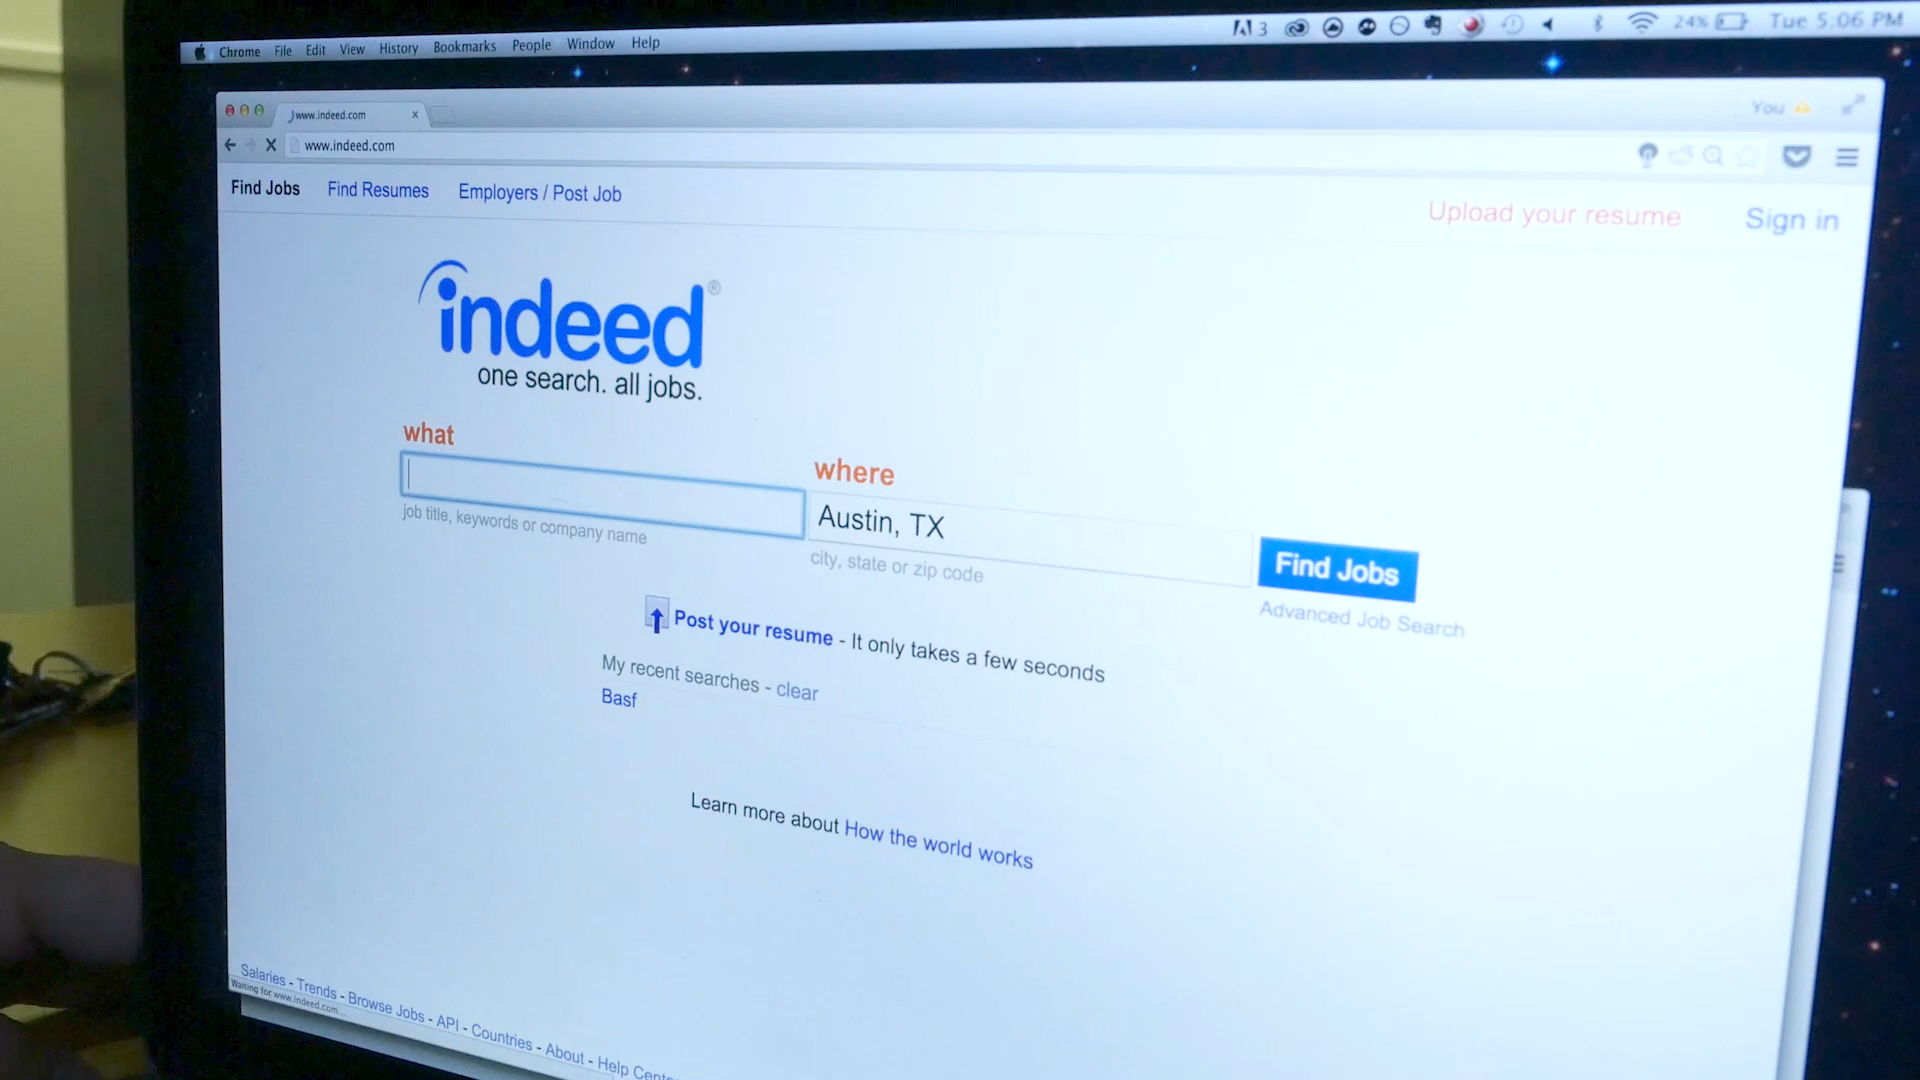 Chrome File Edit View History Bookmarks People Window Help
3 24% Tue 5:06 PM
www.indeed.com x
You
www.indeed.com
Find Jobs Find Resumes Employers / Post Job
Upload your resume Sign in
indeed®
one search. all jobs.
what
where
Austin, TX
job title, keywords or company name
city, state or zip code
Find Jobs
Advanced Job Search
Post your resume - It only takes a few seconds
My recent searches - clear
Basf
Learn more about How the world works
Salaries - Trends - Browse Jobs - API - Countries - About - Help Cente
Waiting for www.indeed.com...